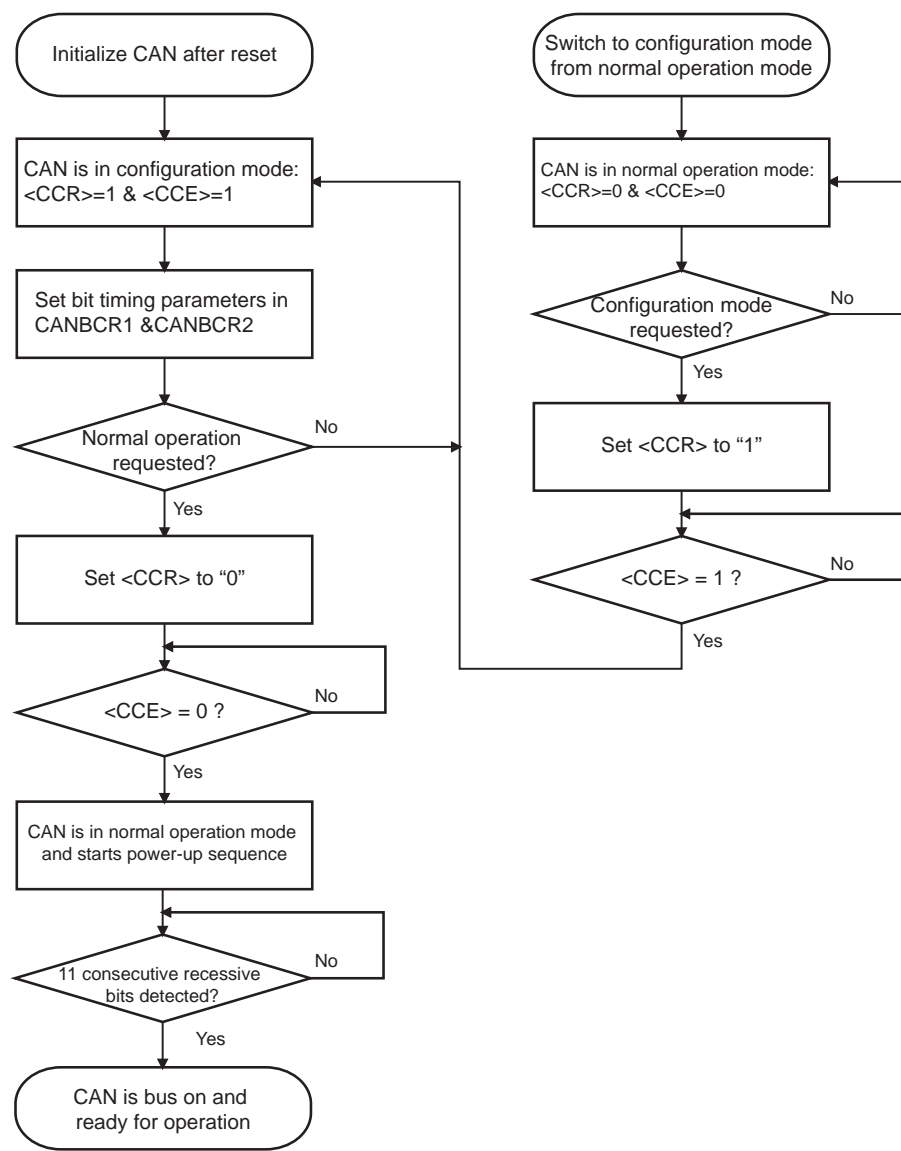 Initialize CAN after reset
CAN is in configuration mode:
<CCR>=1 & <CCE>=1
Set bit timing parameters in
CANBCR1 &CANBCR2
Normal operation
requested?
No
Yes
Set <CCR> to “0”
<CCE> = 0 ?
No
Yes
CAN is in normal operation mode
and starts power-up sequence
11 consecutive recessive
bits detected?
No
Yes
CAN is bus on and
ready for operation
Switch to configuration mode
from normal operation mode
CAN is in normal operation mode:
<CCR>=0 & <CCE>=0
Configuration mode
requested?
No
Yes
Set <CCR> to “1”
<CCE> = 1 ?
No
Yes